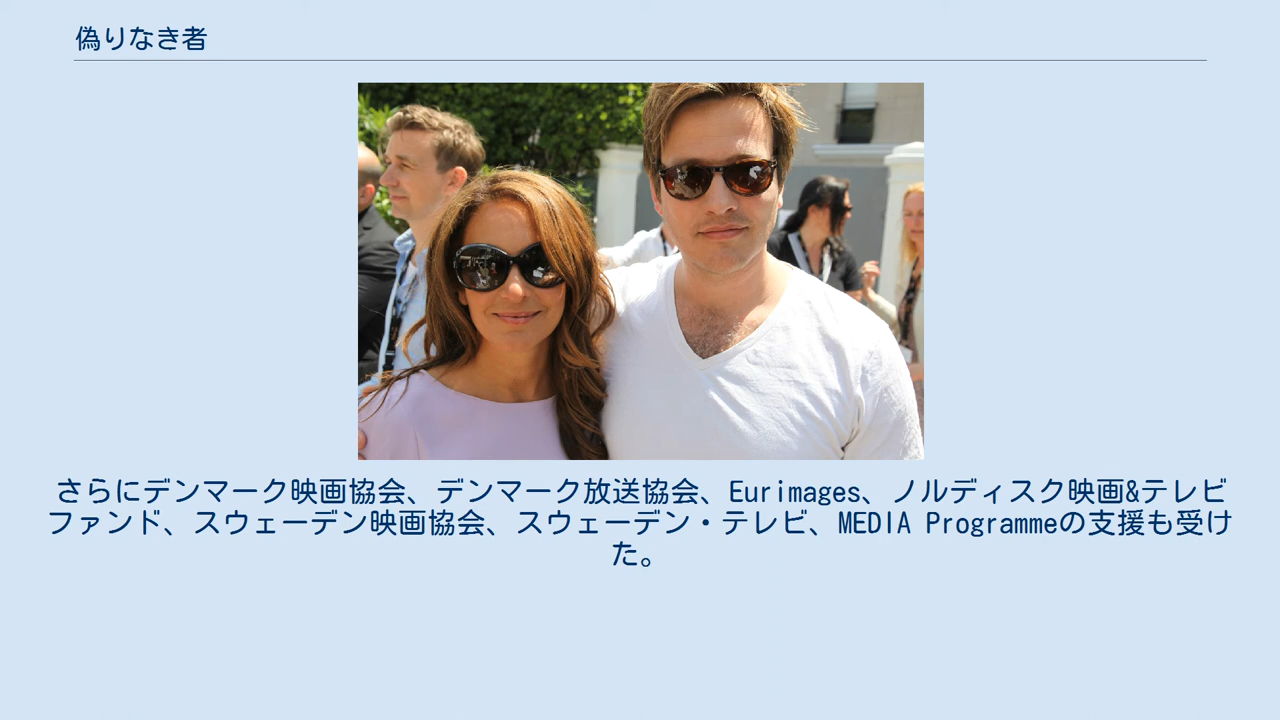 偽りなき者
さらにデンマーク映画協会、デンマーク放送協会、Eurimages、ノルディスク映画&テレビ
ファンド、スウェーデン映画協会、スウェーデン・テレビ、MEDIA Programmeの支援も受け
た。